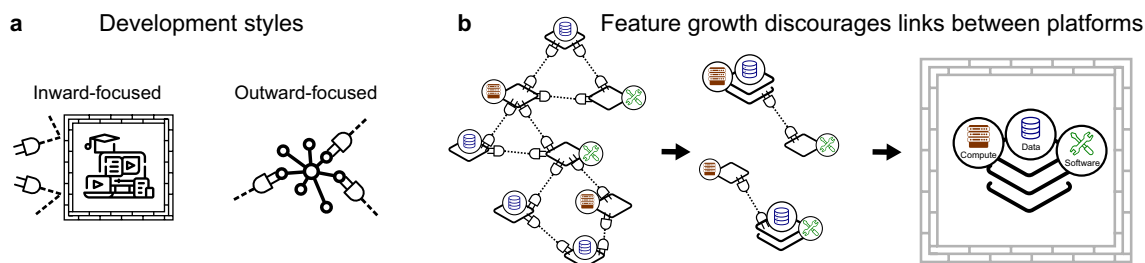 a Development styles
Inward-focused
Outward-focused
b Feature growth discourages links between platforms
Compute
Data
Software